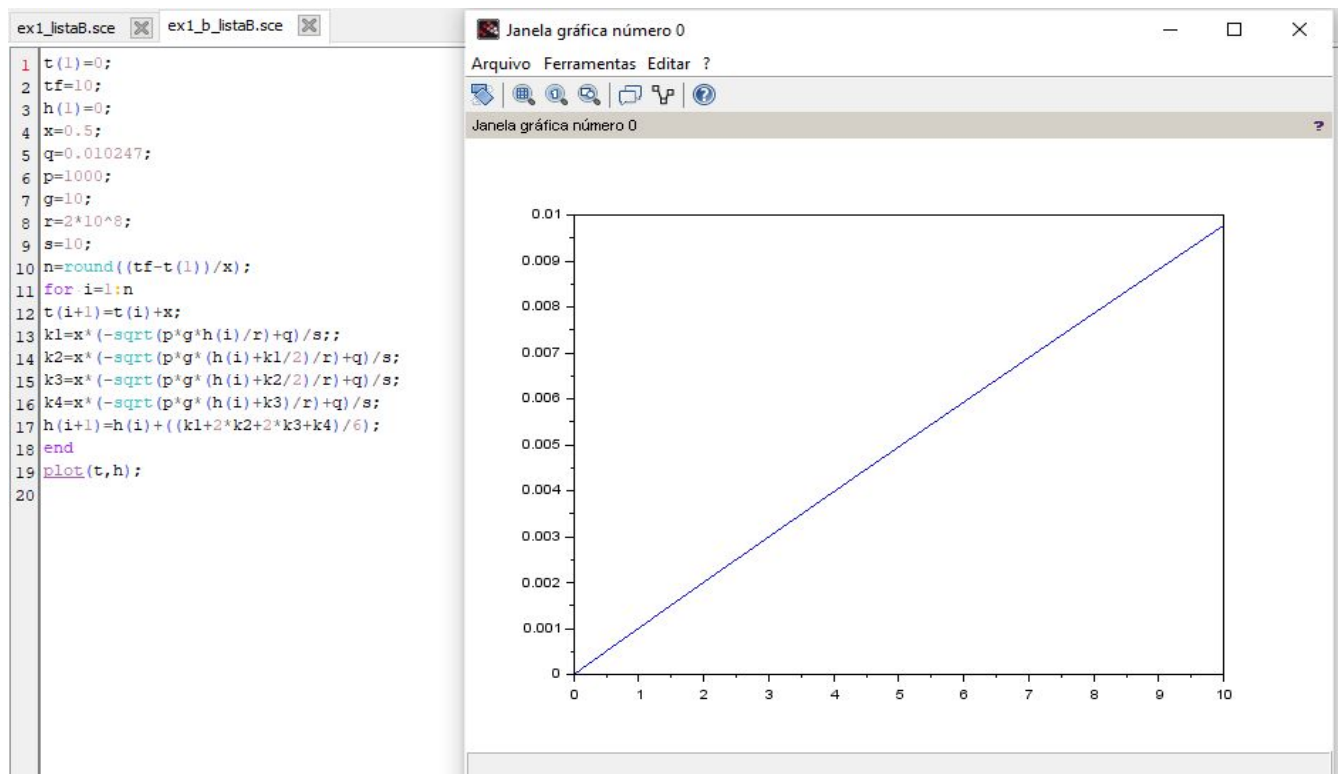 ex1_listaB.sce
ex1_b_listaB.sce
1 t(1)=0;
2 tf=10;
3 h(1)=0;
4 x=0.5;
5 q=0.010247;
6 p=1000;
7 g=10;
8 r=2*10^8;
9 s=10;
10 n=round((tf-t(1))/x);
11 for i=1:n
12 t(i+1)=t(i)+x;
13 k1=x*(-sqrt(p*g*h(i)/r)+q)/s;;
14 k2=x*(-sqrt(p*g*(h(i)+k1/2)/r)+q)/s;
15 k3=x*(-sqrt(p*g*(h(i)+k2/2)/r)+q)/s;
16 k4=x*(-sqrt(p*g*(h(i)+k3)/r)+q)/s;
17 h(i+1)=h(i)+((k1+2*k2+2*k3+k4)/6);
18 end
19 plot(t,h);
20
Janela gráfica número 0
Arquivo Ferramentas Editar ?
Janela gráfica número 0 ?
0.01
0.009
0.008
0.007
0.006
0.005
0.004
0.003
0.002
0.001
0
0 1 2 3 4 5 6 7 8 9 10